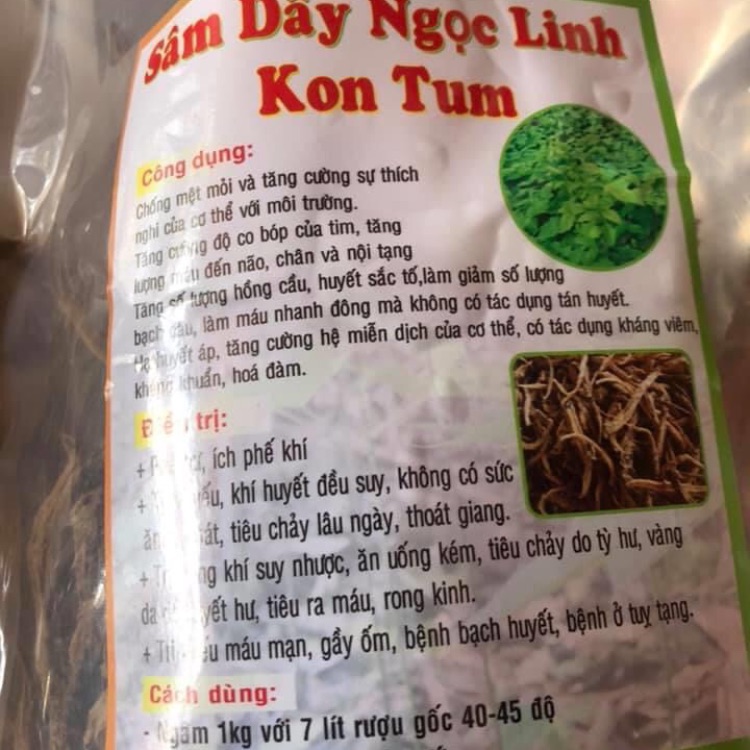 Sâm Dây Ngọc Linh
Kon Tum
Công dụng:
Chống mệt mỏi và tăng cường sự thích
nghi của cơ thể với môi trường.
Tăng cường độ co bóp của tim, tăng
lượng máu đến não, chân và nội tạng
Tăng số lượng hồng cầu, huyết sắc tố,làm giảm số lượng
bạch cầu, làm máu nhanh đông mà không có tác dụng tán huyết.
Hạ huyết áp, tăng cường hệ miễn dịch của cơ thể, có tác dụng kháng viêm,
kháng khuẩn, hoá đàm.
Điều trị:
+ ích phế khí
+ khí huyết đều suy, không có sức
tiêu chảy lâu ngày, thoát giang.
+ khí suy nhược, ăn uống kém, tiêu chảy do tỳ hư, vàng
da huyết hư, tiêu ra máu, rong kinh.
+ Trị thiếu máu mạn, gầy ốm, bệnh bạch huyết, bệnh ở tuỵ tạng.
Cách dùng:
- Ngâm 1kg với 7 lít rượu gốc 40-45 độ